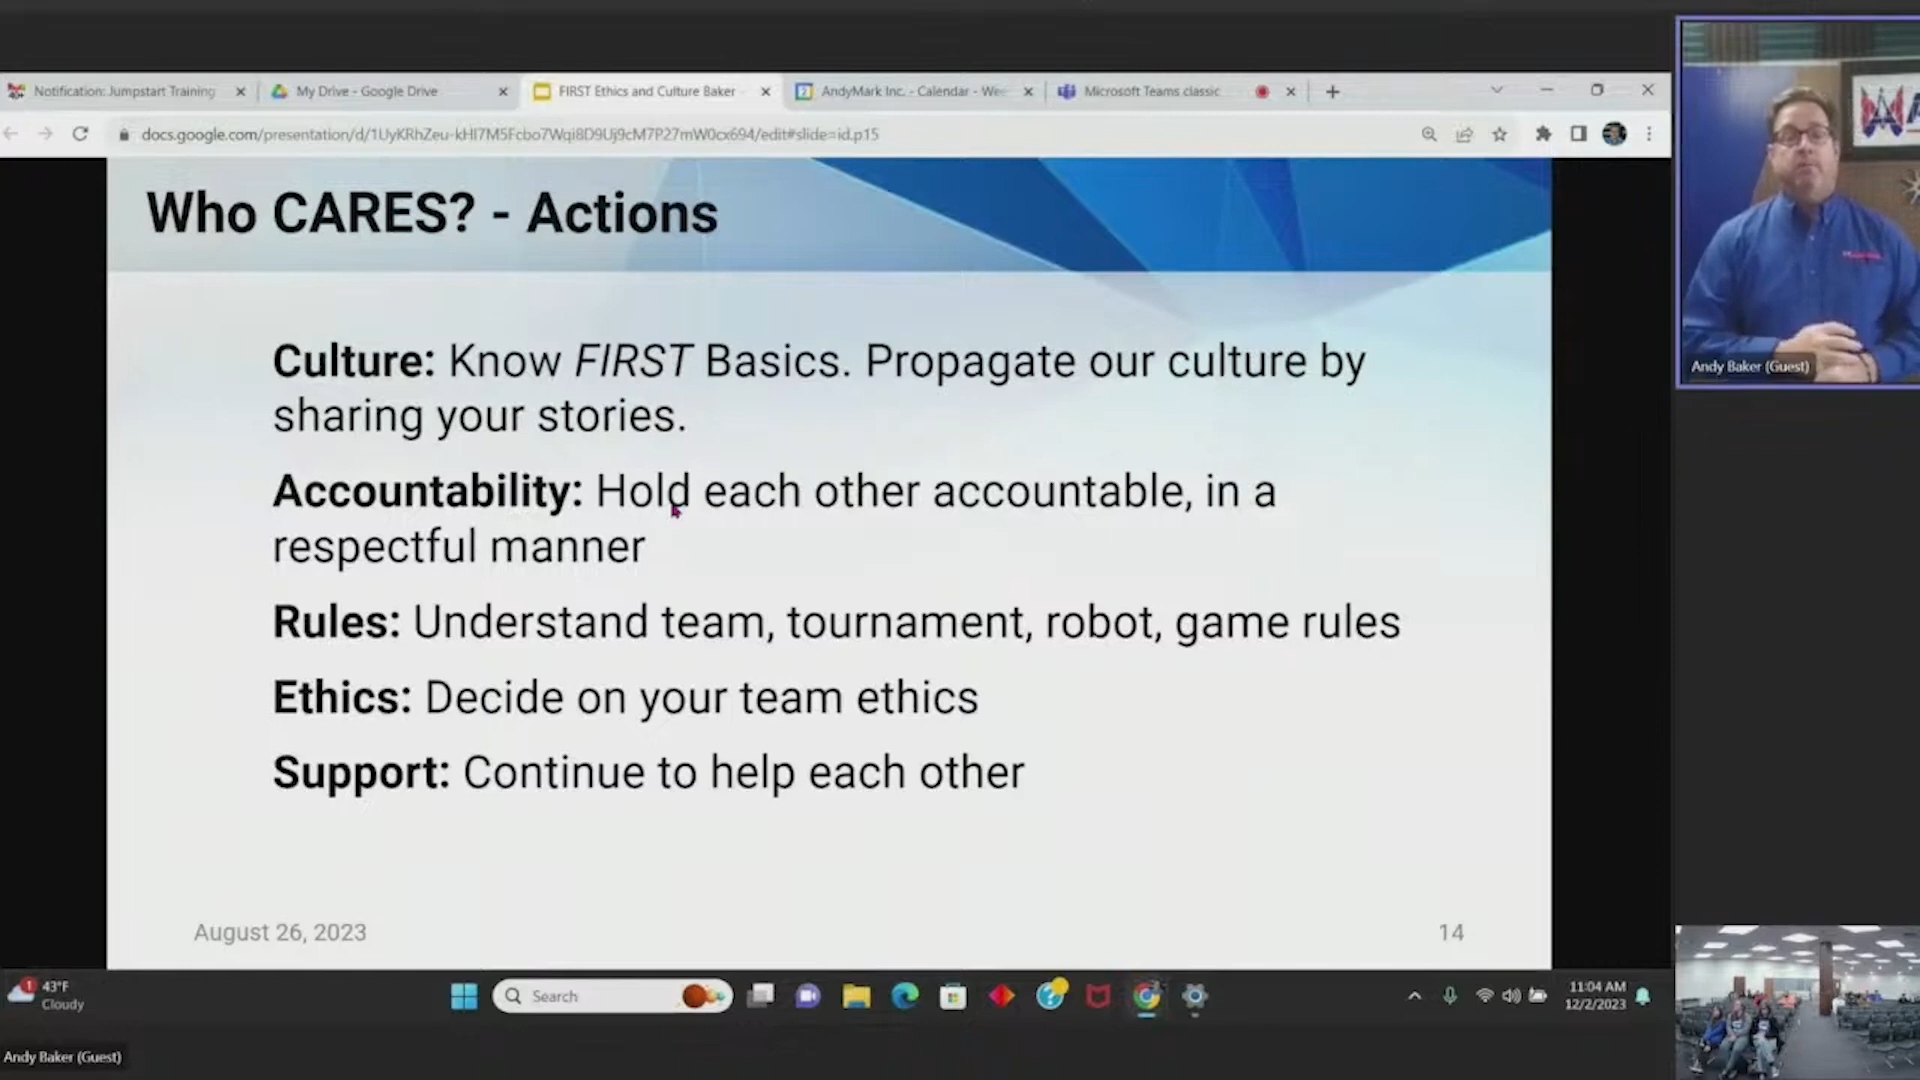 Notification: Jumpstart Training
My Drive - Google Drive
FIRST Ethics and Culture Baker
AndyMark Inc. - Calendar - Wee
Microsoft Teams classic
docs.google.com/presentation/d/1UyKRhZeu-kHI7M5Fcbo7Wqi8D9Uj9cM7P27mW0cx694/edit#slide=id.p15
Who CARES? - Actions
Culture: Know FIRST Basics. Propagate our culture by
sharing your stories.
Accountability: Hold each other accountable, in a
respectful manner
Rules: Understand team, tournament, robot, game rules
Ethics: Decide on your team ethics
Support: Continue to help each other
August 26, 2023
14
Andy Baker (Guest)
1
43°F
Cloudy
Search
11:04 AM
12/2/2023
Andy Baker (Guest)